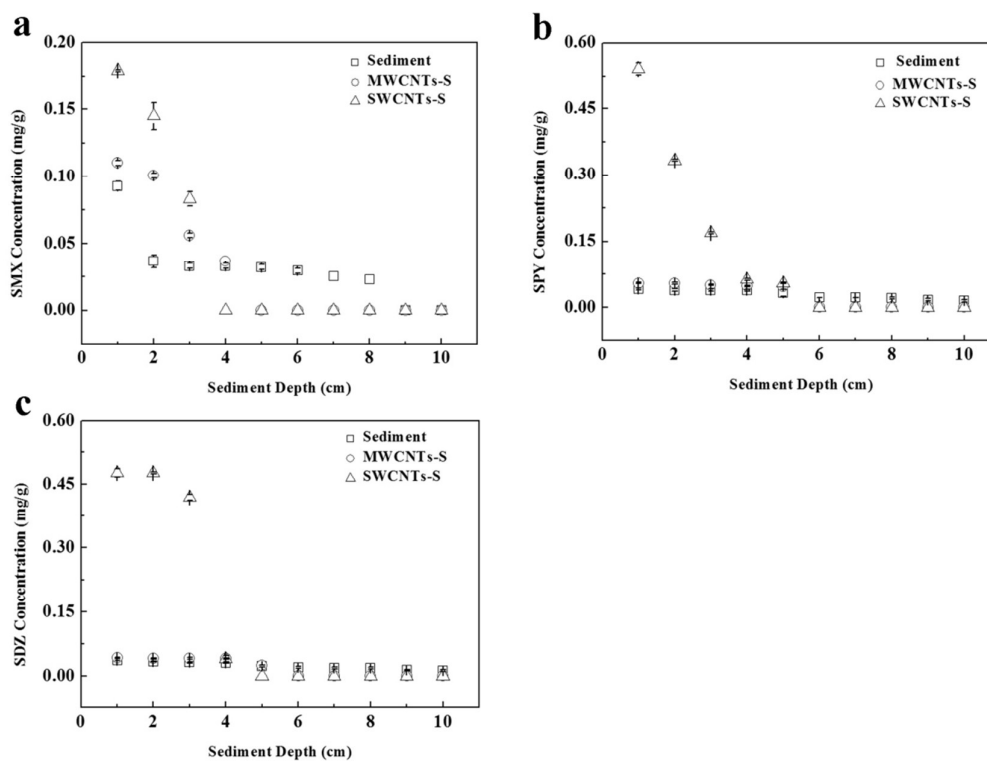 a
SMX Concentration (mg/g)
0.20
0.15
0.10
0.05
0.00
Sediment
MWCNTs-S
SWCNTs-S
0 2 4 6 8 10
Sediment Depth (cm)
b
SPY Concentration (mg/g)
0.60
0.45
0.30
0.15
0.00
Sediment
MWCNTs-S
SWCNTs-S
0 2 4 6 8 10
Sediment Depth (cm)
c
SDZ Concentration (mg/g)
0.60
0.45
0.30
0.15
0.00
Sediment
MWCNTs-S
SWCNTs-S
0 2 4 6 8 10
Sediment Depth (cm)